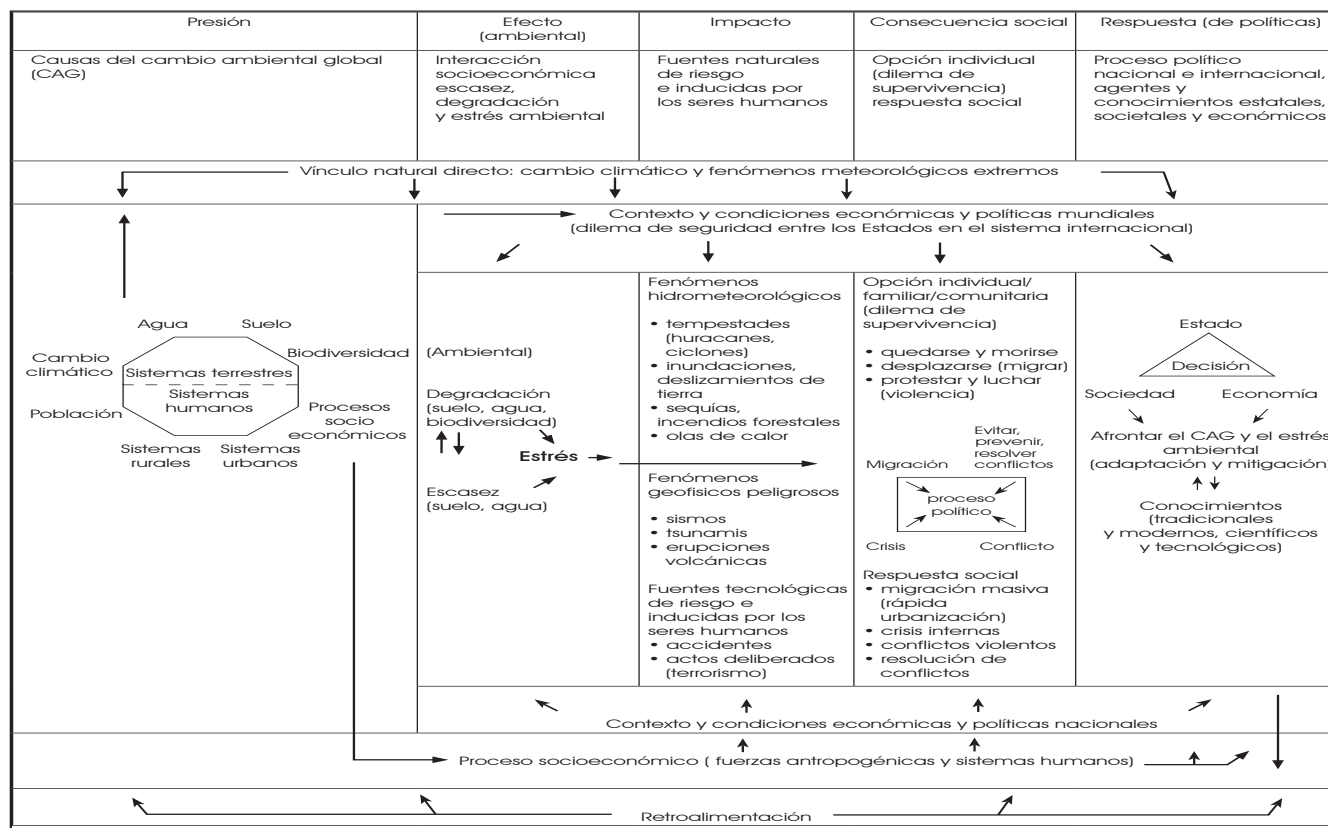 Presión
Efecto
(ambiental)
Impacto
Consecuencia social
Respuesta (de políticas)
Causas del cambio ambiental global
(CAG)
Interacción
socioeconómica
escasez,
degradación
y estrés ambiental
Fuentes naturales
de riesgo
e inducidas por
los seres humanos
Opción individual
(dilema de
supervivencia)
respuesta social
Proceso político
nacional e internacional,
agentes y
conocimientos estatales,
societales y económicos
Vínculo natural directo: cambio climático y fenómenos meteorológicos extremos
Contexto y condiciones económicas y políticas mundiales
(dilema de seguridad entre los Estados en el sistema internacional)
Agua
Suelo
Cambio
climático
Biodiversidad
Sistemas terrestres
Sistemas
humanos
Población
Procesos
socio
económicos
Sistemas
rurales
Sistemas
urbanos
(Ambiental)
Degradación
(suelo, agua,
biodiversidad)
Estrés
Escasez
(suelo, agua)
Fenómenos
hidrometeorológicos
• tempestades
(huracanes,
ciclones)
• inundaciones,
deslizamientos de
tierra
• sequías,
incendios forestales
• olas de calor
Fenómenos
geofisicos peligrosos
• sismos
• tsunamis
• erupciones
volcánicas
Fuentes tecnológicas
de riesgo e
inducidas por los
seres humanos
• accidentes
• actos deliberados
(terrorismo)
Opción individual/
familiar/comunitaria
(dilema de
supervivencia)
• quedarse y morirse
• desplazarse (migrar)
• protestar y luchar
(violencia)
Evitar,
prevenir,
resolver
conflictos
Migración
proceso
político
Crisis
Conflicto
Respuesta social
• migración masiva
(rápida
urbanización)
• crisis internas
• conflictos violentos
• resolución de
conflictos
Estado
Decisión
Sociedad
Economía
Afrontar el CAG y el estrés
ambiental
(adaptación y mitigación)
Conocimientos
(tradicionales
y modernos, científicos
y tecnológicos)
Contexto y condiciones económicas y políticas nacionales
Proceso socioeconómico ( fuerzas antropogénicas y sistemas humanos)
Retroalimentación